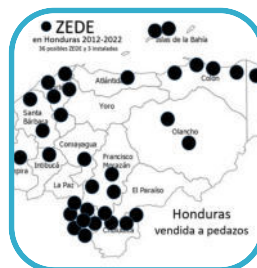 ZEDE
en Honduras 2012-2022
36 posibles ZEDE y 3 instaladas
Islas de la Bahía
Atlántida
Colón
Yoro
Santa
Bárbara
Olancho
Comayagua
Francisco
Morazán
Intibucá
La Paz
El Paraíso
Honduras
vendida a pedazos